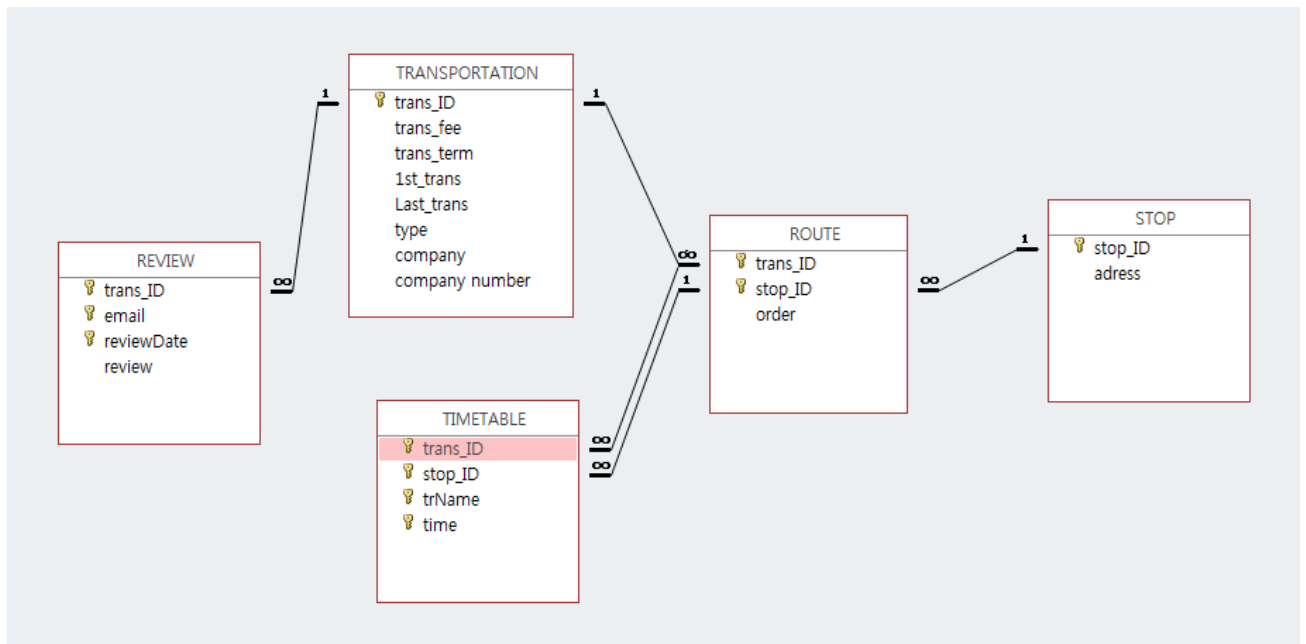 TRANSPORTATION
trans_ID
trans_fee
trans_term
1st_trans
Last_trans
type
company
company number
REVIEW
trans_ID
email
reviewDate
review
ROUTE
trans_ID
stop_ID
order
STOP
stop_ID
adress
TIMETABLE
trans_ID
stop_ID
trName
time
1
∞
1
∞
1
∞
1
∞
∞